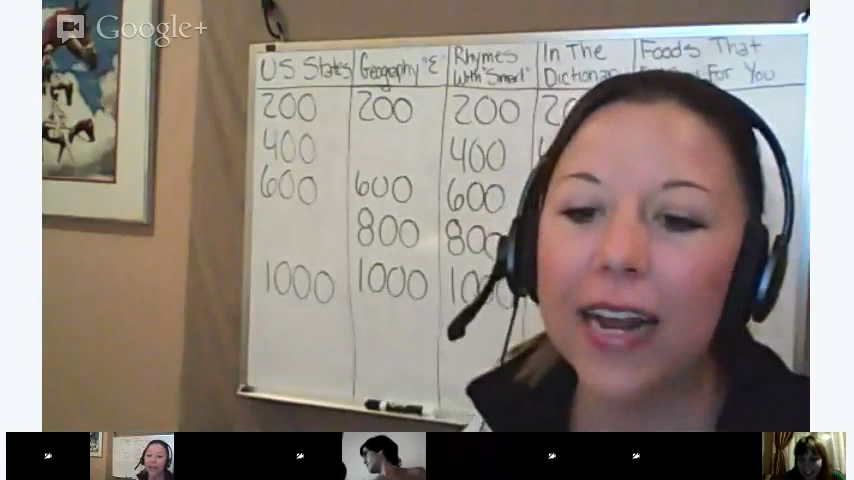 Google+
US States Geography "E" Rhymes With "Smart" In The Dictionary Foods That For You
200 200 200
400 400
600 600 600
800 800
1000 1000